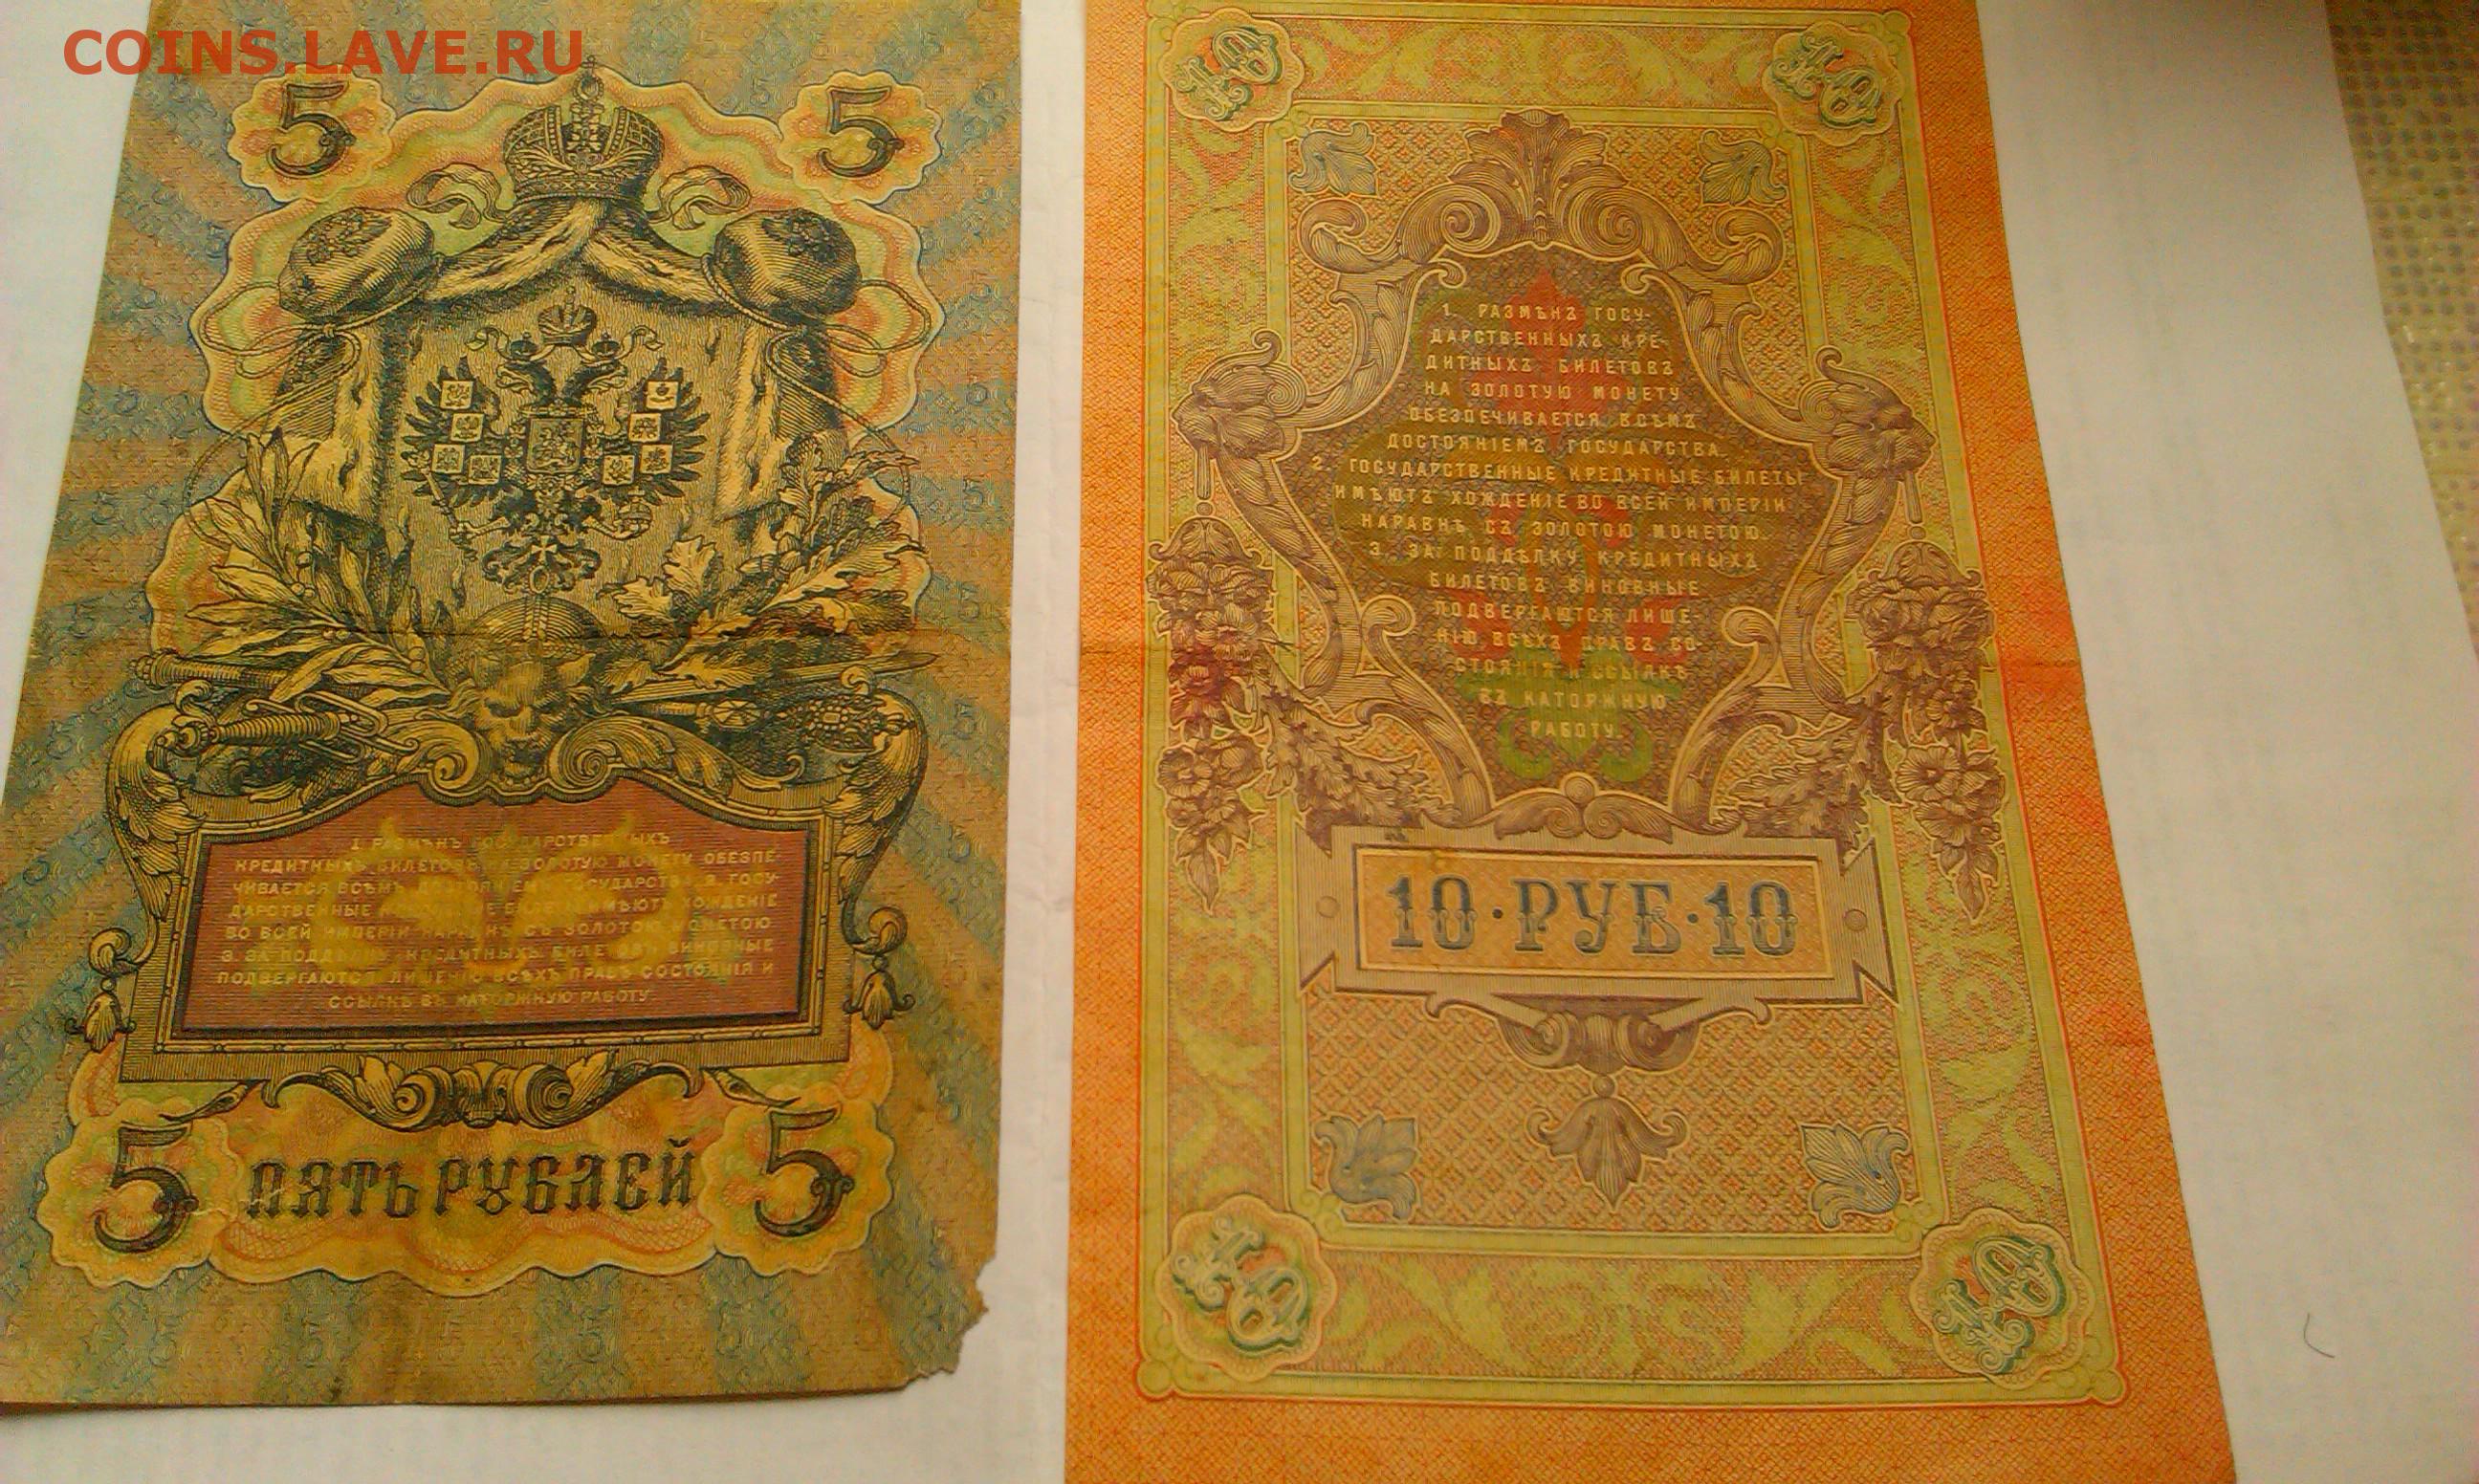 COINS.LAVE.RU
5 5
1. РАЗМѢНЪ ГОСУДАРСТВЕННЫХЪ
КРЕДИТНЫХЪ БИЛЕТОВЪ НА ЗОЛОТУЮ МОНЕТУ ОБЕЗПЕ-
ЧИВАЕТСЯ ВСѢМЪ ДОСТОЯНІЕМЪ ГОСУДАРСТВА. 2. ГОСУ-
ДАРСТВЕННЫЕ КРЕДИТНЫЕ БИЛЕТЫ ИМѢЮТЪ ХОЖДЕНІЕ
ВО ВСЕЙ ИМПЕРІИ НАРАВНѢ СЪ ЗОЛОТОЮ МОНЕТОЮ.
3. ЗА ПОДДѢЛКУ КРЕДИТНЫХЪ БИЛЕТОВЪ ВИНОВНЫЕ
ПОДВЕРГАЮТСЯ ЛИШЕНІЮ ВСѢХЪ ПРАВЪ СОСТОЯНІЯ И
ССЫЛКѢ ВЪ КАТОРЖНУЮ РАБОТУ.
5 ПЯТЬ РУБЛЕЙ 5
10 10
1. РАЗМѢНЪ ГОСУ-
ДАРСТВЕННЫХЪ КРЕ-
ДИТНЫХЪ БИЛЕТОВЪ
НА ЗОЛОТУЮ МОНЕТУ
ОБЕЗПЕЧИВАЕТСЯ ВСѢМЪ
ДОСТОЯНІЕМЪ ГОСУДАРСТВА.
2. ГОСУДАРСТВЕННЫЕ КРЕДИТНЫЕ БИЛЕТЫ
ИМѢЮТЪ ХОЖДЕНІЕ ВО ВСЕЙ ИМПЕРІИ
НАРАВНѢ СЪ ЗОЛОТОЮ МОНЕТОЮ.
3. ЗА ПОДДѢЛКУ КРЕДИТНЫХЪ
БИЛЕТОВЪ ВИНОВНЫЕ
ПОДВЕРГАЮТСЯ ЛИШЕ-
НІЮ ВСѢХЪ ПРАВЪ СО-
СТОЯНІЯ И ССЫЛКѢ
ВЪ КАТОРЖНУЮ
РАБОТУ.
10·РУБ·10
10 10